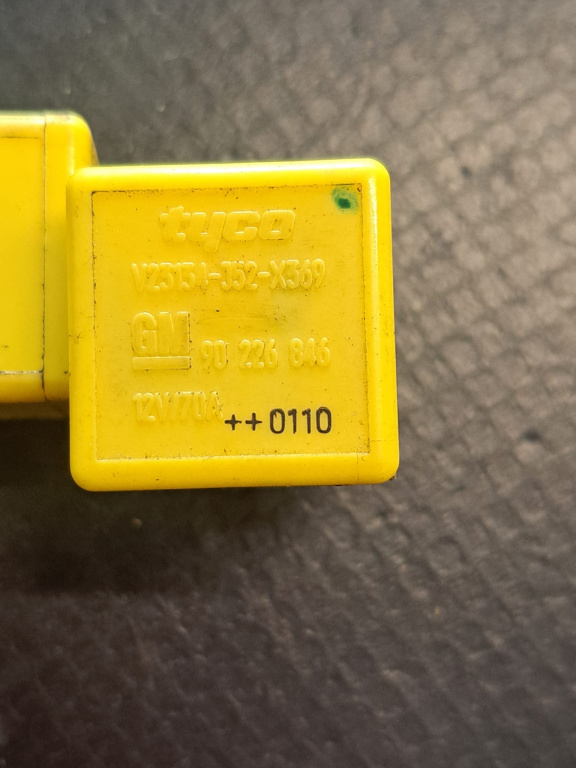 tyco
V23134-J52-X369
GM 90 226 846
12V/70A ++0110